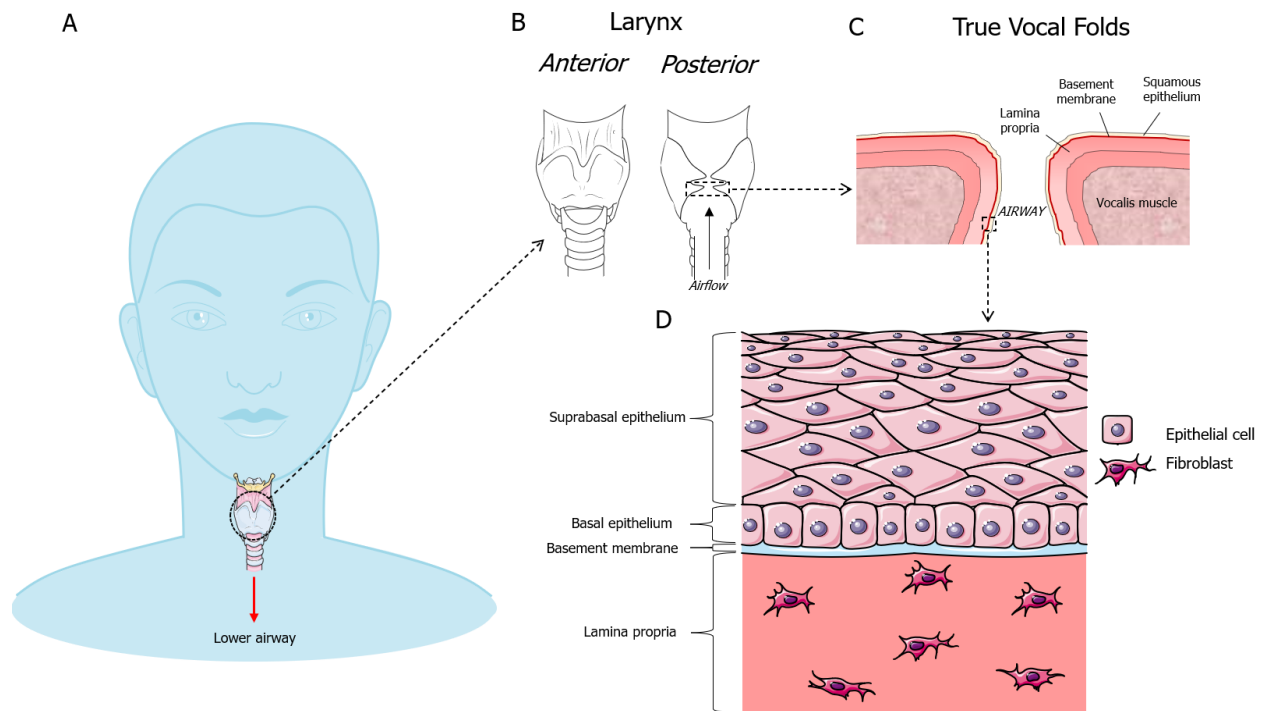 A
Lower airway
B
Larynx
Anterior
Posterior
Airflow
C
True Vocal Folds
Lamina
propria
Basement
membrane
Squamous
epithelium
AIRWAY
Vocalis muscle
D
Suprabasal epithelium
Basal epithelium
Basement membrane
Lamina propria
Epithelial cell
Fibroblast